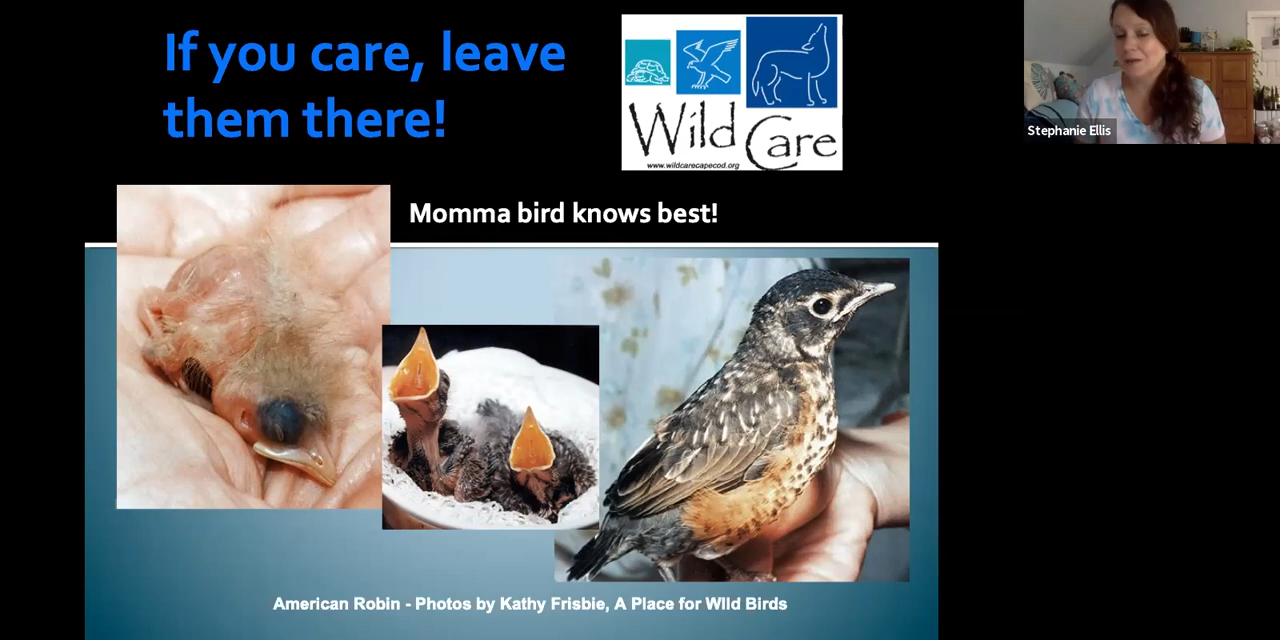 If you care, leave
them there!
Wild Care
www.wildcarecapecod.org
Stephanie Ellis
Momma bird knows best!
American Robin - Photos by Kathy Frisbie, A Place for WIld Birds